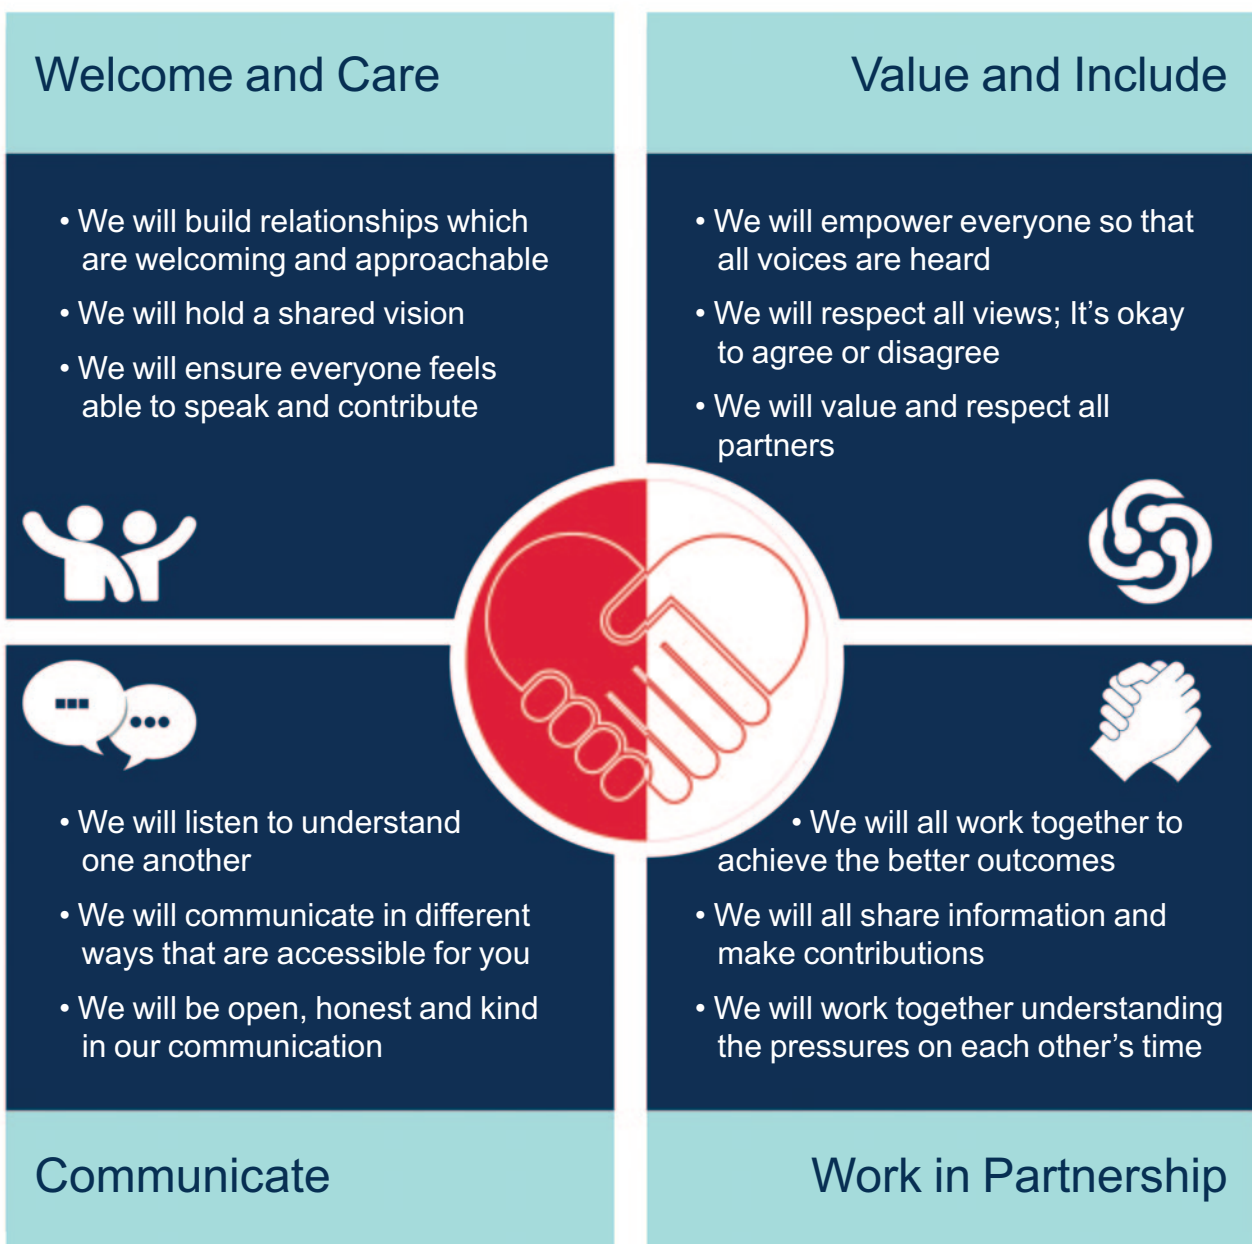 Welcome and Care
• We will build relationships which
are welcoming and approachable
• We will hold a shared vision
• We will ensure everyone feels
able to speak and contribute
Value and Include
• We will empower everyone so that
all voices are heard
• We will respect all views; It’s okay
to agree or disagree
• We will value and respect all
partners
• We will listen to understand
one another
• We will communicate in different
ways that are accessible for you
• We will be open, honest and kind
in our communication
Communicate
• We will all work together to
achieve the better outcomes
• We will all share information and
make contributions
• We will work together understanding
the pressures on each other’s time
Work in Partnership